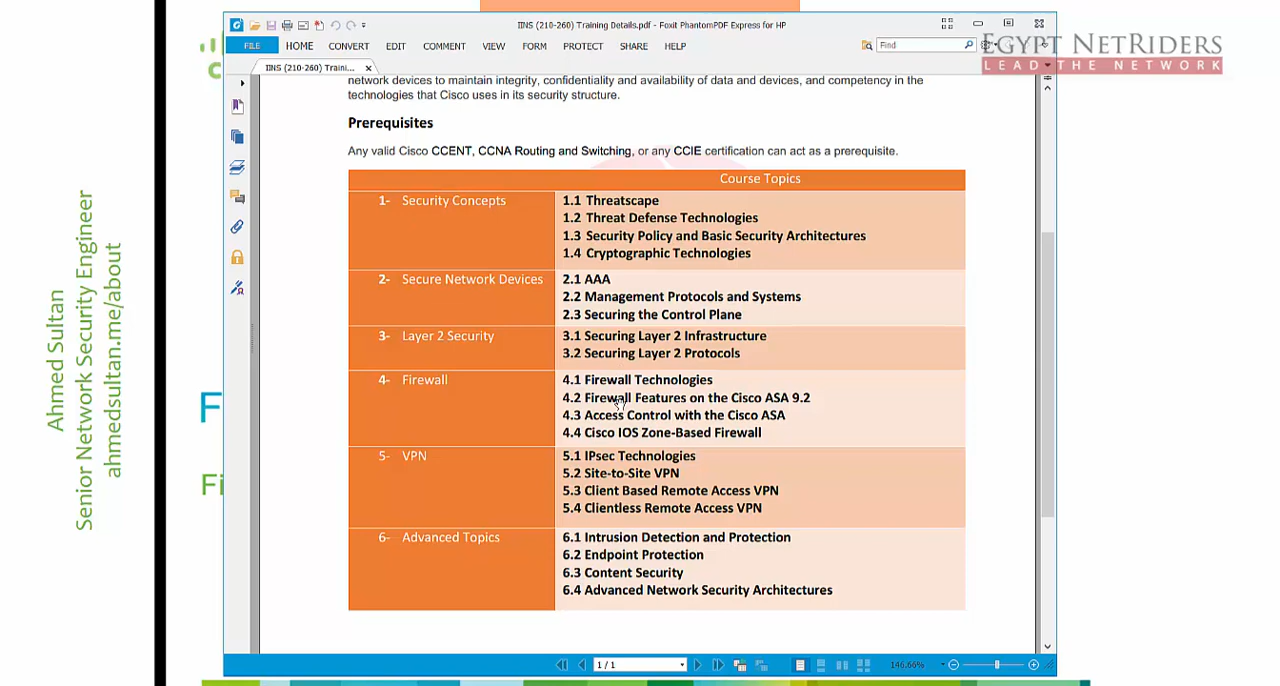 IINS (210-260) Training Details.pdf - Foxit PhantomPDF Express for HP
FILE HOME CONVERT EDIT COMMENT VIEW FORM PROTECT SHARE HELP
Find
EGYPT NETRIDERS
LEAD THE NETWORK
IINS (210-260) Traini...
network devices to maintain integrity, confidentiality and availability of data and devices, and competency in the
technologies that Cisco uses in its security structure.
Prerequisites
Any valid Cisco CCENT, CCNA Routing and Switching, or any CCIE certification can act as a prerequisite.
Course Topics
1- Security Concepts
1.1 Threatscape
1.2 Threat Defense Technologies
1.3 Security Policy and Basic Security Architectures
1.4 Cryptographic Technologies
2- Secure Network Devices
2.1 AAA
2.2 Management Protocols and Systems
2.3 Securing the Control Plane
3- Layer 2 Security
3.1 Securing Layer 2 Infrastructure
3.2 Securing Layer 2 Protocols
4- Firewall
4.1 Firewall Technologies
4.2 Firewall Features on the Cisco ASA 9.2
4.3 Access Control with the Cisco ASA
4.4 Cisco IOS Zone-Based Firewall
5- VPN
5.1 IPsec Technologies
5.2 Site-to-Site VPN
5.3 Client Based Remote Access VPN
5.4 Clientless Remote Access VPN
6- Advanced Topics
6.1 Intrusion Detection and Protection
6.2 Endpoint Protection
6.3 Content Security
6.4 Advanced Network Security Architectures
1 / 1
146.66%
Ahmed Sultan
Senior Network Security Engineer
ahmedsultan.me/about